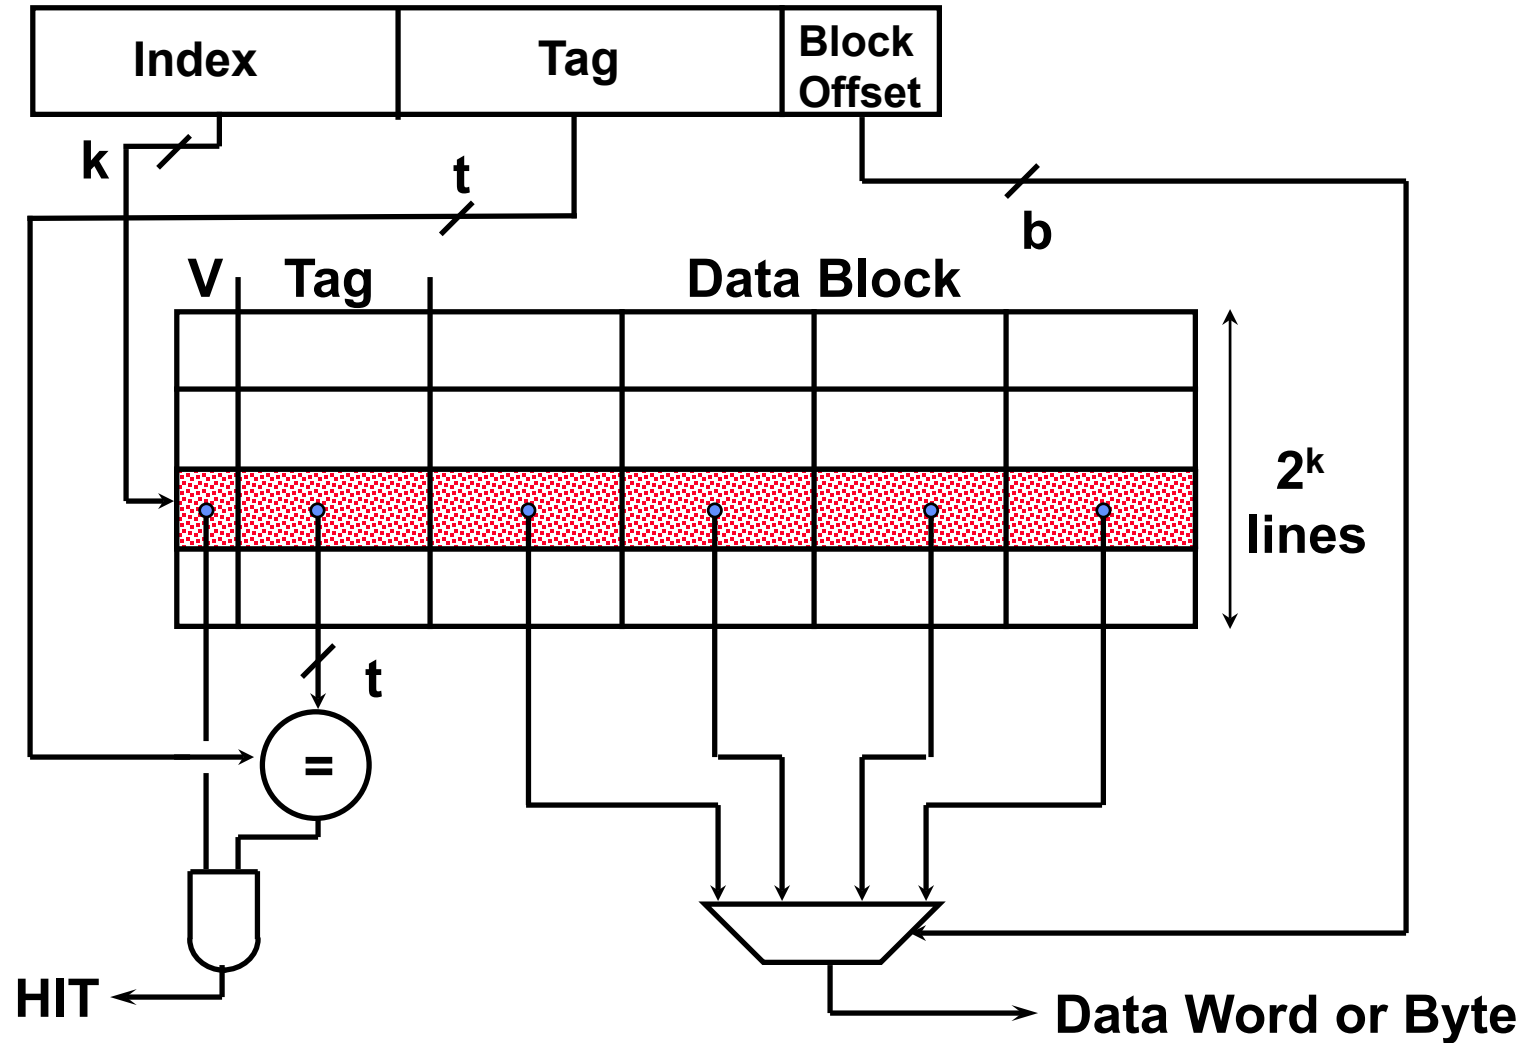 Index
Tag
Block
Offset
k
t
b
V
Tag
Data Block
2ᵏ
lines
t
=
HIT
Data Word or Byte